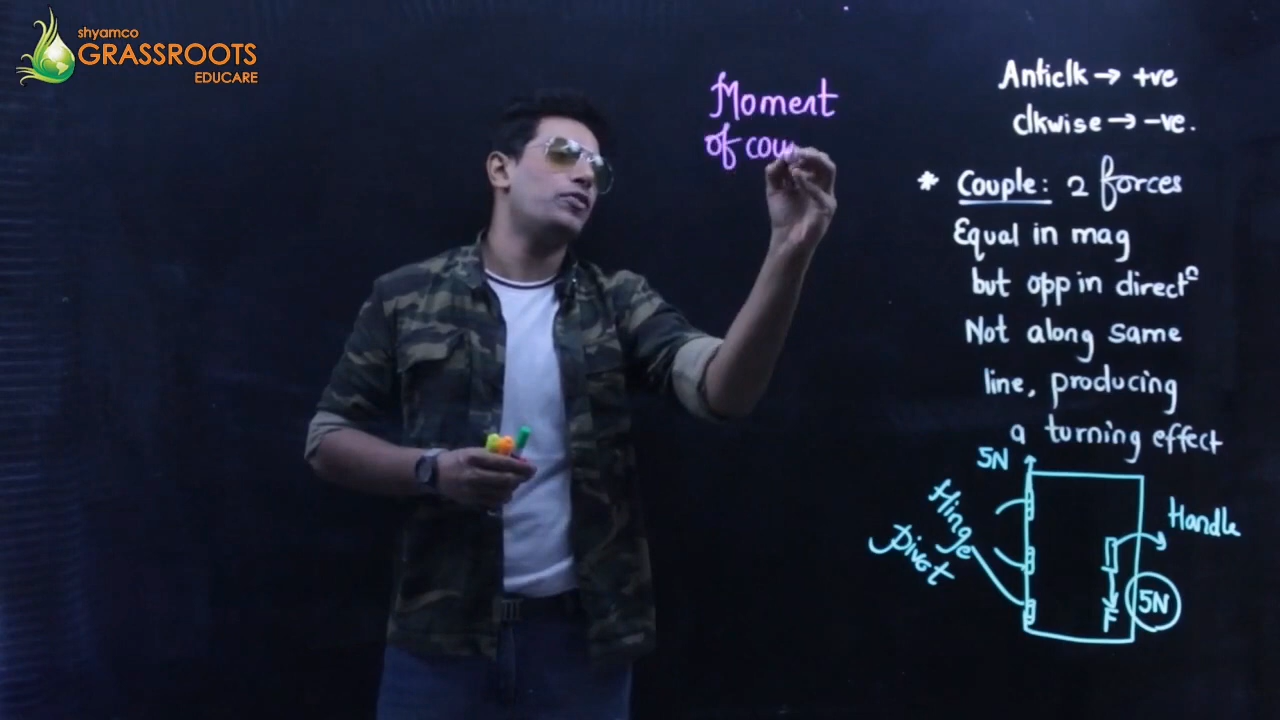 shyamco
GRASSROOTS
EDUCARE
Moment
of cou
Anticlk → +ve
clkwise → -ve.
* Couple: 2 forces
Equal in mag
but opp in directⁿ
Not along same
line, producing
a turning effect
5N
Hinge
Pivot
Handle
F
5N